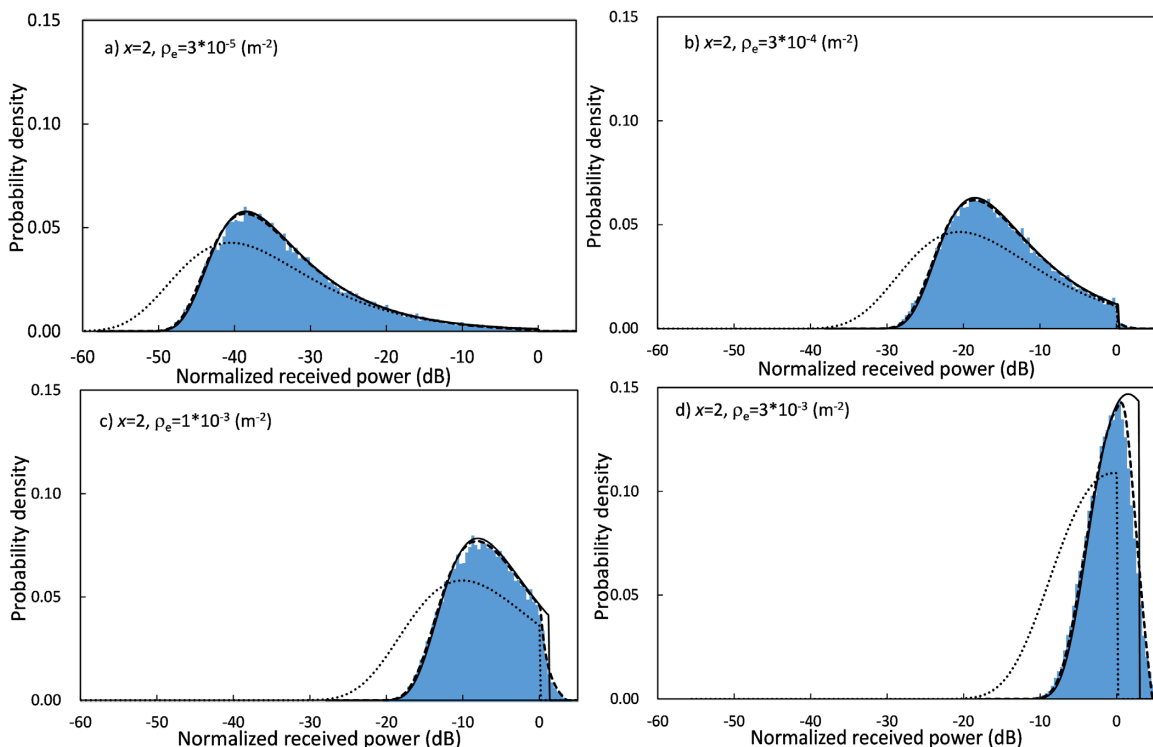 a) x=2, ρe=3*10-5 (m-2)
Probability density
0.15
0.10
0.05
0.00
-60 -50 -40 -30 -20 -10 0
Normalized received power (dB)
b) x=2, ρe=3*10-4 (m-2)
Probability density
0.15
0.10
0.05
0.00
-60 -50 -40 -30 -20 -10 0
Normalized received power (dB)
c) x=2, ρe=1*10-3 (m-2)
Probability density
0.15
0.10
0.05
0.00
-60 -50 -40 -30 -20 -10 0
Normalized received power (dB)
d) x=2, ρe=3*10-3 (m-2)
Probability density
0.15
0.10
0.05
0.00
-60 -50 -40 -30 -20 -10 0
Normalized received power (dB)